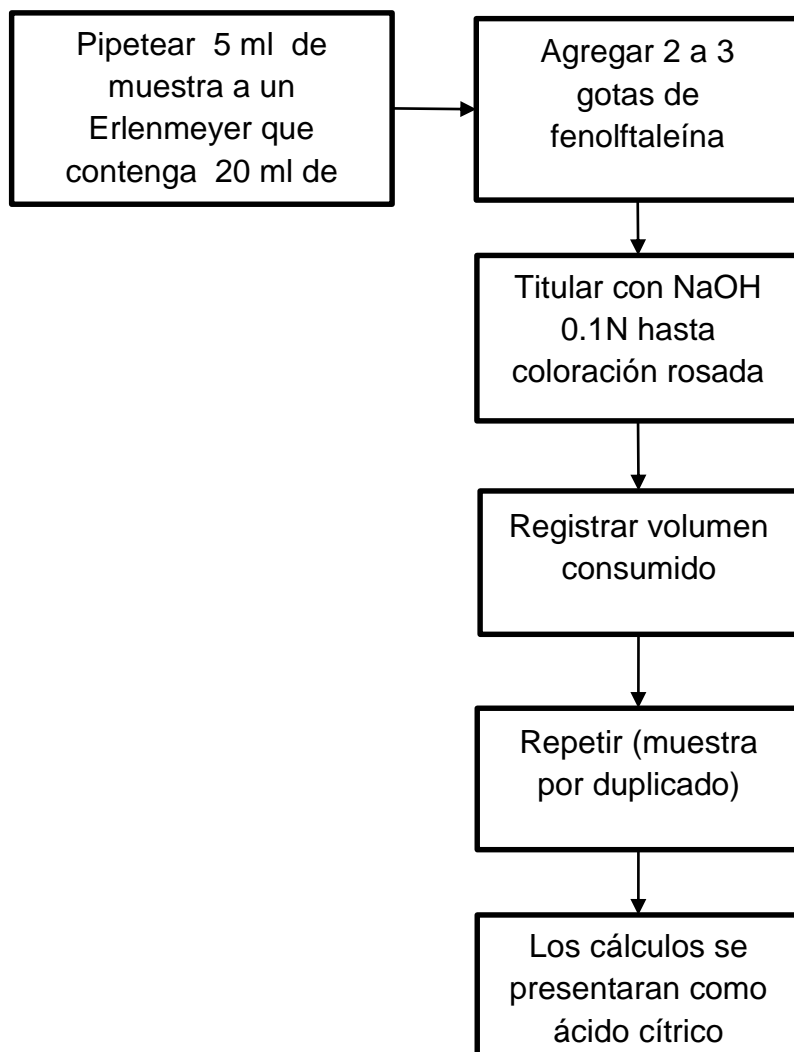 Pipetear 5 ml de
muestra a un
Erlenmeyer que
contenga 20 ml de
Agregar 2 a 3
gotas de
fenolftaleína
Titular con NaOH
0.1N hasta
coloración rosada
Registrar volumen
consumido
Repetir (muestra
por duplicado)
Los cálculos se
presentaran como
ácido cítrico